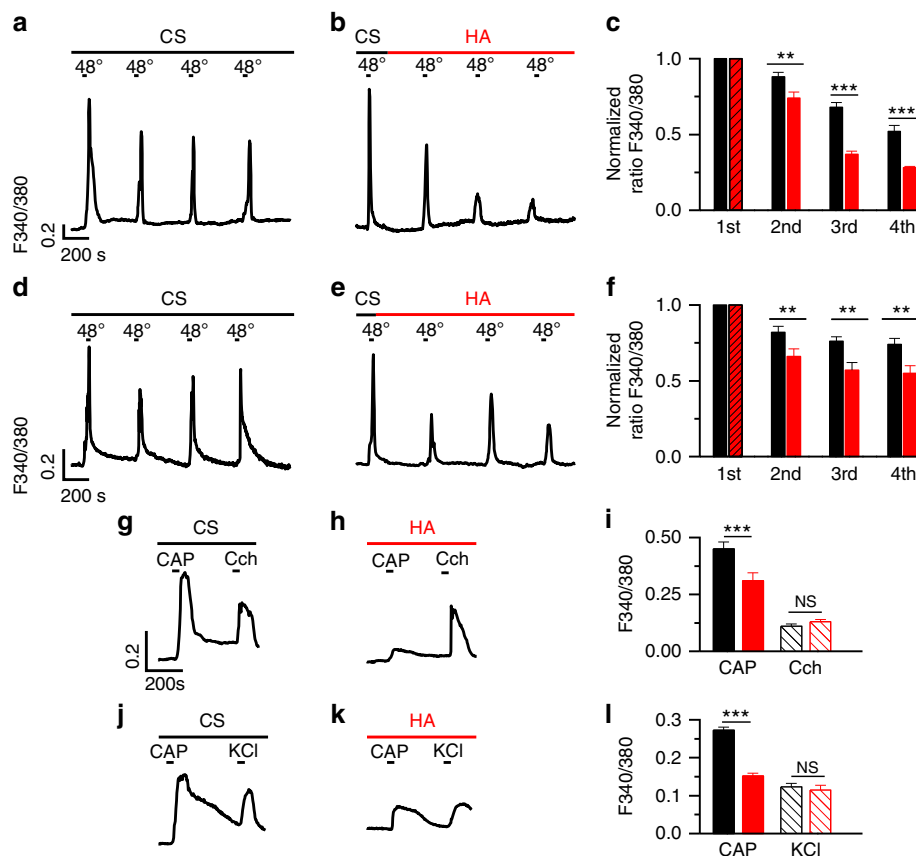 a
CS
48° 48° 48° 48°
F340/380
0.2
200 s
b
CS HA
48° 48° 48° 48°
c
Normalized
ratio F340/380
1.0
0.5
0.0
** *** ***
1st 2nd 3rd 4th
d
CS
48° 48° 48° 48°
F340/380
0.2
200 s
e
CS HA
48° 48° 48° 48°
f
Normalized
ratio F340/380
1.0
0.5
0.0
** ** **
1st 2nd 3rd 4th
g
CS
CAP Cch
0.2
200s
h
HA
CAP Cch
i
F340/380
0.50
0.25
0.00
***
NS
CAP Cch
j
CS
CAP KCl
k
HA
CAP KCl
l
F340/380
0.3
0.2
0.1
0.0
***
NS
CAP KCl